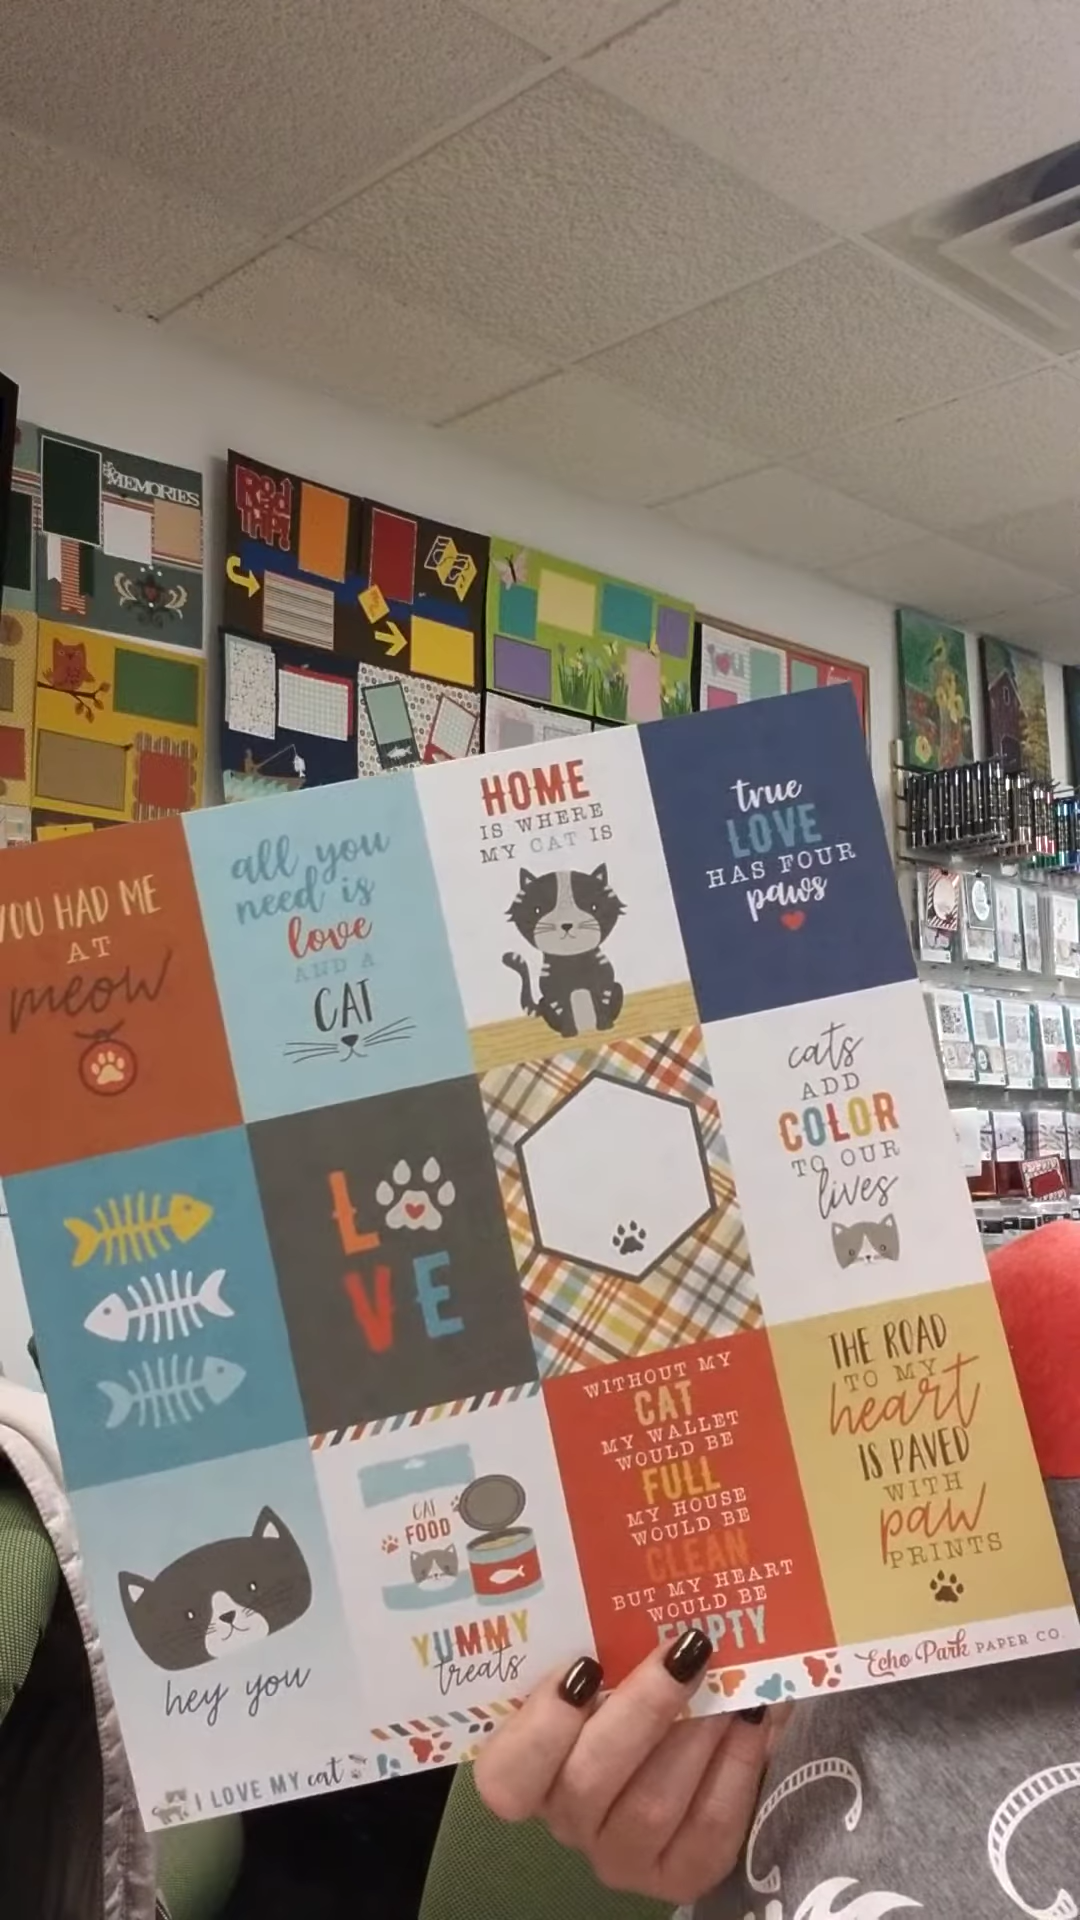 MEMORIES
Road
TRIP!
YOU HAD ME
AT
meow
all you
need is
love
AND A
CAT
HOME
IS WHERE
MY CAT IS
true
LOVE
HAS FOUR
paws
L
VE
cats
ADD
COLOR
TO OUR
lives
hey you
CAT
FOOD
YUMMY
treats
WITHOUT MY
CAT
MY WALLET
WOULD BE
FULL
MY HOUSE
WOULD BE
CLEAN
BUT MY HEART
WOULD BE
EMPTY
THE ROAD
TO MY
heart
IS PAVED
WITH
paw
PRINTS
I LOVE MY cat
Echo Park PAPER CO.